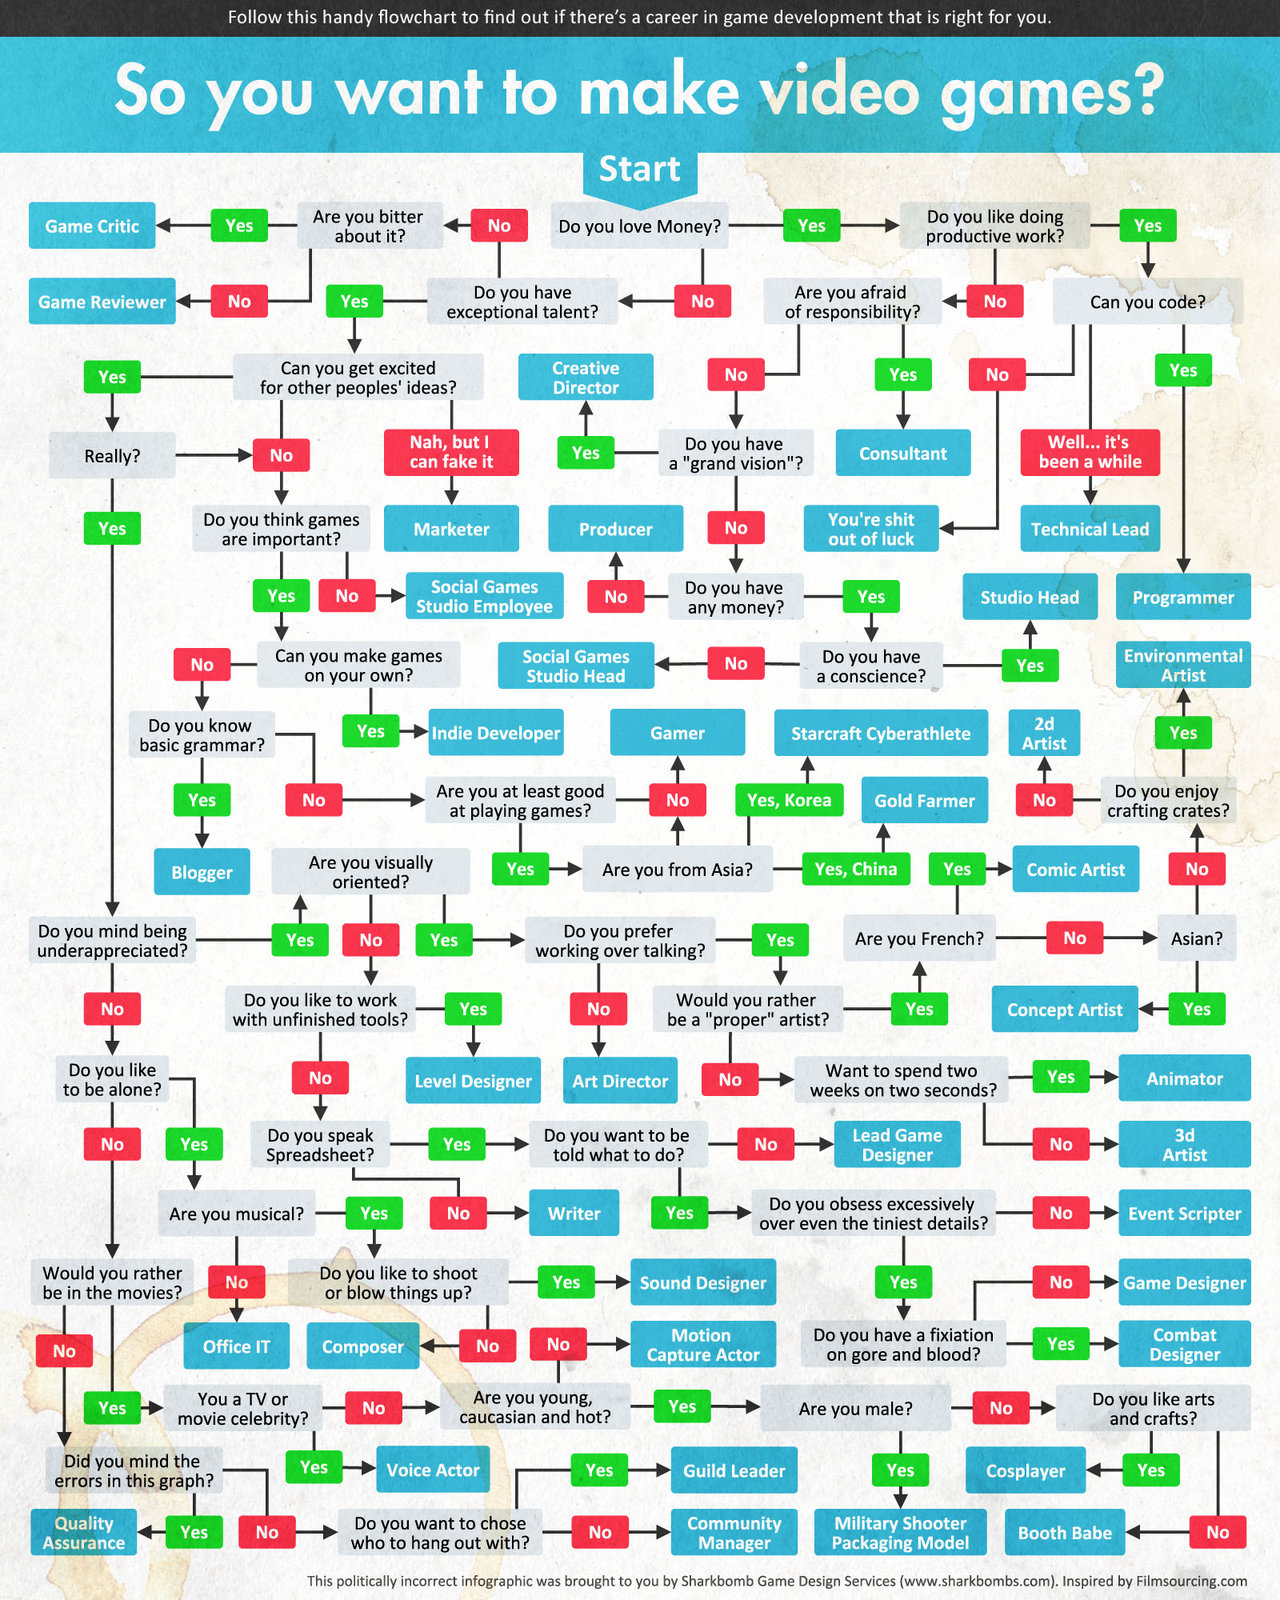 Follow this handy flowchart to find out if there's a career in game development that is right for you.
So you want to make video games?
Start
Game Critic
Yes
Are you bitter
about it?
No
Do you love Money?
Yes
Do you like doing
productive work?
Yes
Game Reviewer
No
Yes
Do you have
exceptional talent?
No
Are you afraid
of responsibility?
No
Can you code?
Yes
Can you get excited
for other peoples' ideas?
Creative
Director
No
Yes
No
Yes
Really?
No
Nah, but I
can fake it
Yes
Do you have
a "grand vision"?
Consultant
Well... it's
been a while
Yes
Do you think games
are important?
Marketer
Producer
No
You're shit
out of luck
Technical Lead
Yes
No
Social Games
Studio Employee
No
Do you have
any money?
Yes
Studio Head
Programmer
No
Can you make games
on your own?
Social Games
Studio Head
No
Do you have
a conscience?
Yes
Environmental
Artist
Do you know
basic grammar?
Yes
Indie Developer
Gamer
Starcraft Cyberathlete
2d
Artist
Yes
Yes
No
Are you at least good
at playing games?
No
Yes, Korea
Gold Farmer
No
Do you enjoy
crafting crates?
Blogger
Are you visually
oriented?
Yes
Are you from Asia?
Yes, China
Yes
Comic Artist
No
Do you mind being
underappreciated?
Yes
No
Yes
Do you prefer
working over talking?
Yes
Are you French?
No
Asian?
No
Do you like to work
with unfinished tools?
Yes
No
Would you rather
be a "proper" artist?
Yes
Concept Artist
Yes
Do you like
to be alone?
No
Level Designer
Art Director
No
Want to spend two
weeks on two seconds?
Yes
Animator
No
Yes
Do you speak
Spreadsheet?
Yes
Do you want to be
told what to do?
No
Lead Game
Designer
No
3d
Artist
Are you musical?
Yes
No
Writer
Yes
Do you obsess excessively
over even the tiniest details?
No
Event Scripter
Would you rather
be in the movies?
No
Do you like to shoot
or blow things up?
Yes
Sound Designer
Yes
No
Game Designer
No
Office IT
Composer
No
No
Motion
Capture Actor
Do you have a fixiation
on gore and blood?
Yes
Combat
Designer
Yes
You a TV or
movie celebrity?
No
Are you young,
caucasian and hot?
Yes
Are you male?
No
Do you like arts
and crafts?
Did you mind the
errors in this graph?
Yes
Voice Actor
Yes
Guild Leader
Yes
Cosplayer
Yes
Quality
Assurance
Yes
No
Do you want to chose
who to hang out with?
No
Community
Manager
Military Shooter
Packaging Model
Booth Babe
No
This politically incorrect infographic was brought to you by Sharkbomb Game Design Services (www.sharkbombs.com). Inspired by Filmsourcing.com